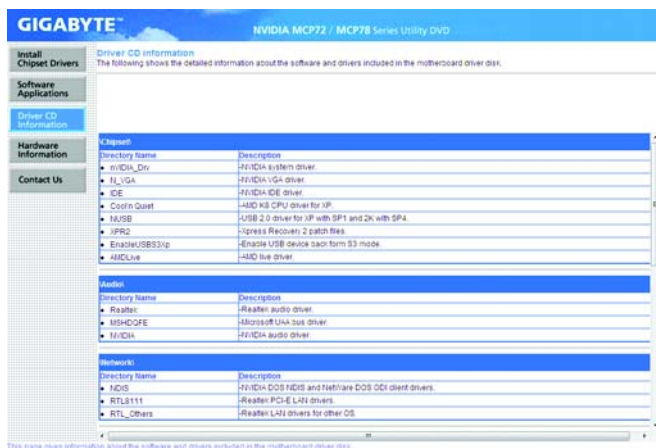 GIGABYTE™
NVIDIA MCP72 / MCP78 Series Utility DVD
Install
Chipset Drivers
Software
Applications
Driver CD
Information
Hardware
Information
Contact Us
Driver CD information
The following shows the detailed information about the software and drivers included in the motherboard driver disk.
\Chipset\
Directory Name Description
• nVIDIA_Drv -NVIDIA system driver.
• N_VGA -NVIDIA VGA driver.
• IDE -NVIDIA IDE driver.
• Cool'n Quiet -AMD K8 CPU driver for XP.
• NUSB -USB 2.0 driver for XP with SP1 and 2K with SP4.
• XPR2 -Xpress Recovery 2 patch files.
• EnableUSBS3Xp -Enable USB device back form S3 mode.
• AMDLive -AMD live driver.
\Audio\
Directory Name Description
• Realtek -Realtek audio driver.
• MSHDQFE -Microsoft UAA bus driver.
• NVIDIA -NVIDIA audio driver
\Network\
Directory Name Description
• NDIS -NVIDIA DOS NDIS and NetWare DOS ODI client drivers.
• RTL8111 -Realtek PCI-E LAN drivers.
• RTL_Others -Realtek LAN drivers for other OS.
This page gives information about the software and drivers included in the motherboard driver disc.